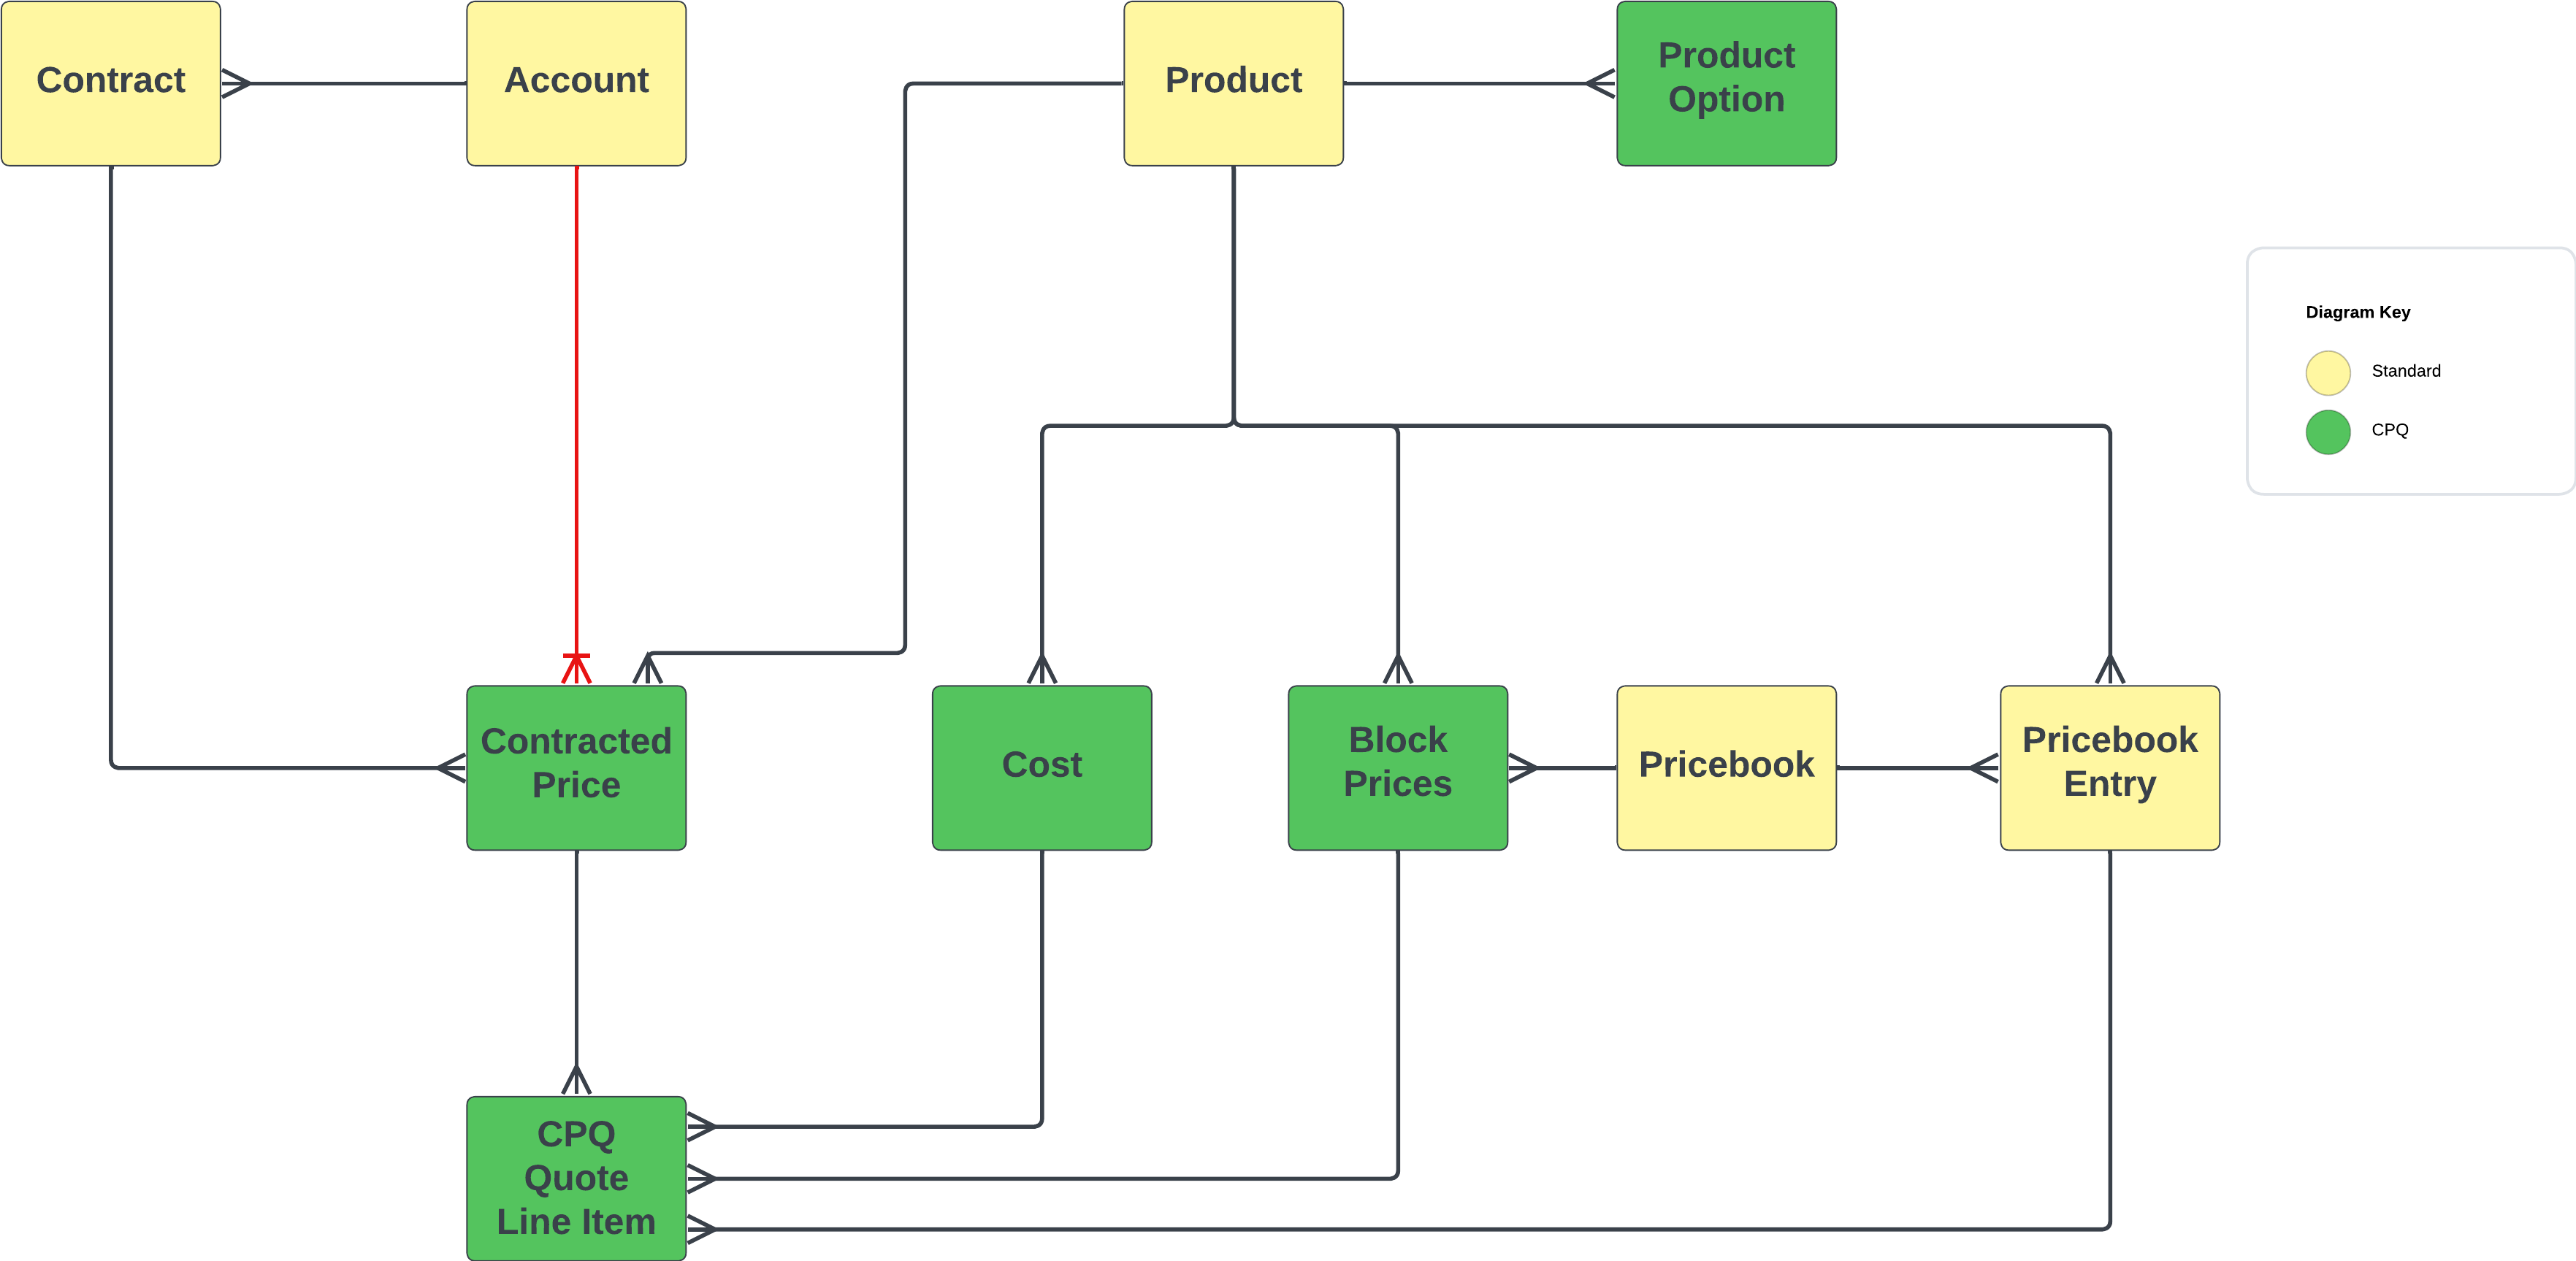 Contract
Account
Product
Product
Option
Diagram Key
Standard
CPQ
Contracted
Price
Cost
Block
Prices
Pricebook
Pricebook
Entry
CPQ
Quote
Line Item